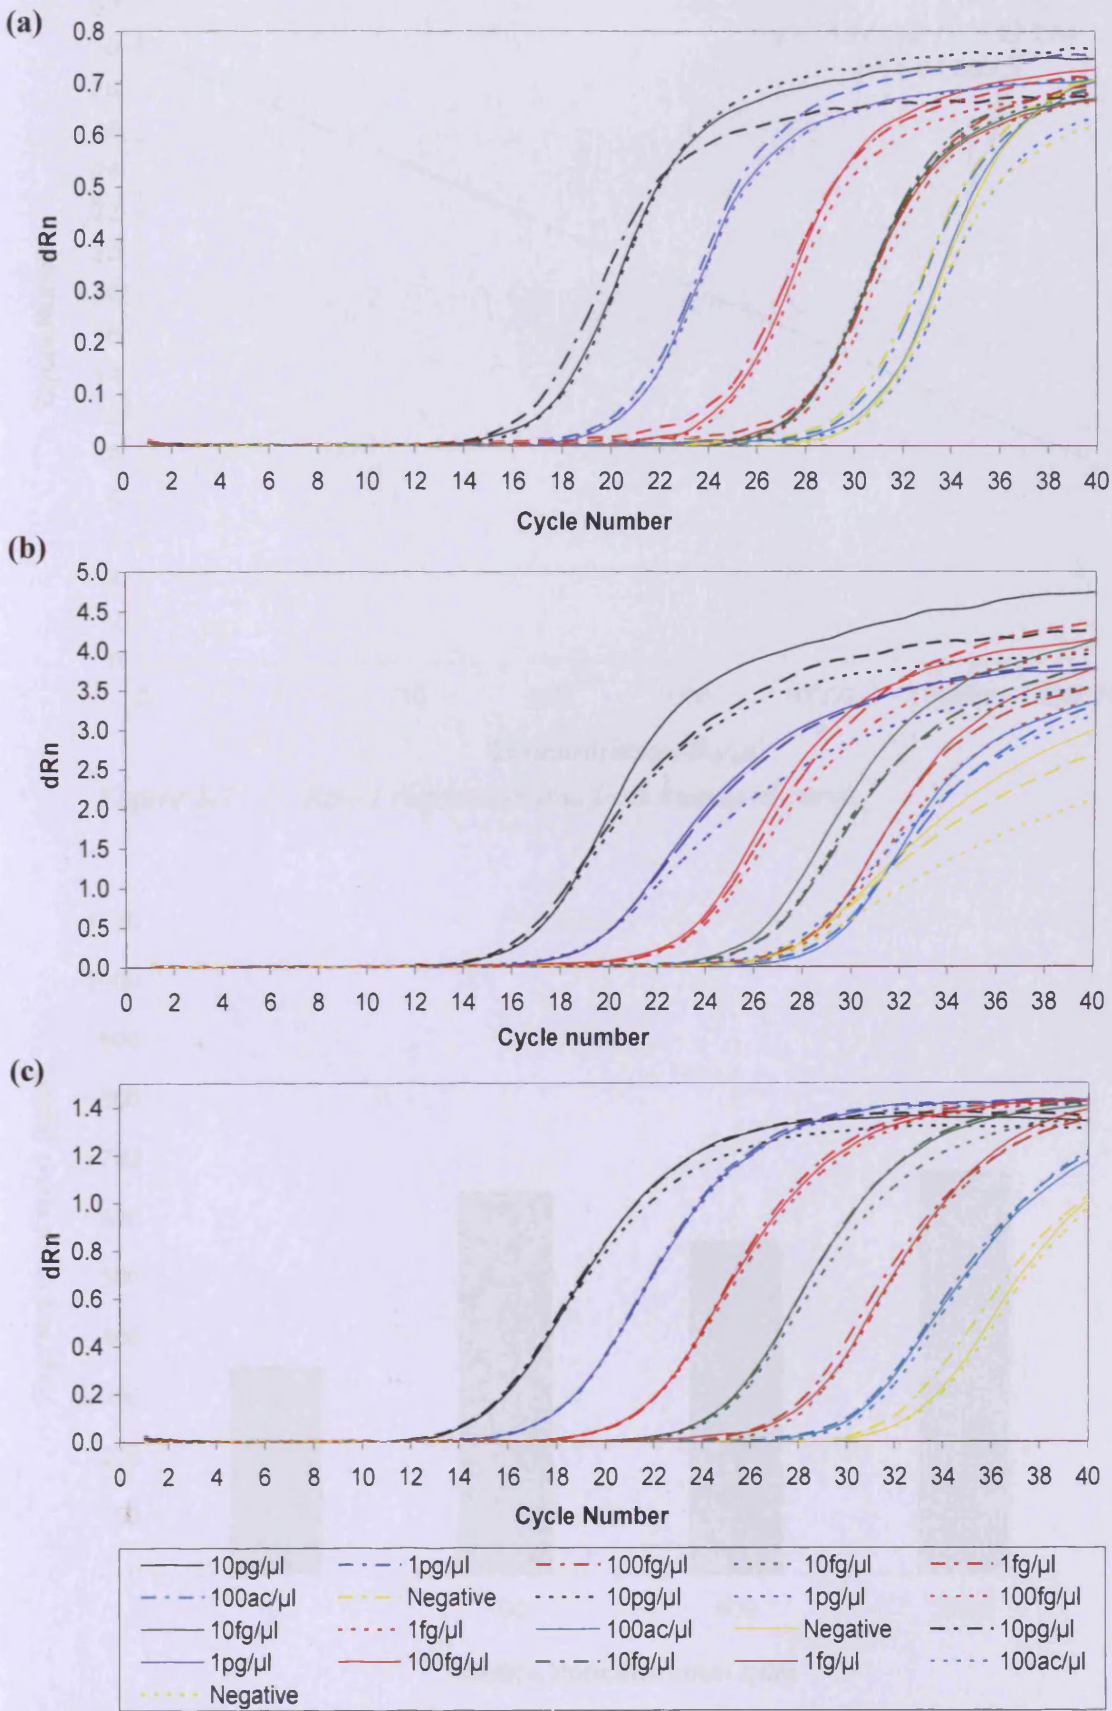 (a)
0.8
0.7
0.6
0.5
0.4
0.3
0.2
0.1
0
dRn
0 2 4 6 8 10 12 14 16 18 20 22 24 26 28 30 32 34 36 38 40
Cycle Number
(b)
5.0
4.5
4.0
3.5
3.0
2.5
2.0
1.5
1.0
0.5
0.0
dRn
0 2 4 6 8 10 12 14 16 18 20 22 24 26 28 30 32 34 36 38 40
Cycle number
(c)
1.4
1.2
1.0
0.8
0.6
0.4
0.2
0.0
dRn
0 2 4 6 8 10 12 14 16 18 20 22 24 26 28 30 32 34 36 38 40
Cycle Number
10pg/µl 1pg/µl 100fg/µl 10fg/µl 1fg/µl
100ac/µl Negative 10pg/µl 1pg/µl 100fg/µl
10fg/µl 1fg/µl 100ac/µl Negative 10pg/µl
1pg/µl 100fg/µl 10fg/µl 1fg/µl 100ac/µl
Negative